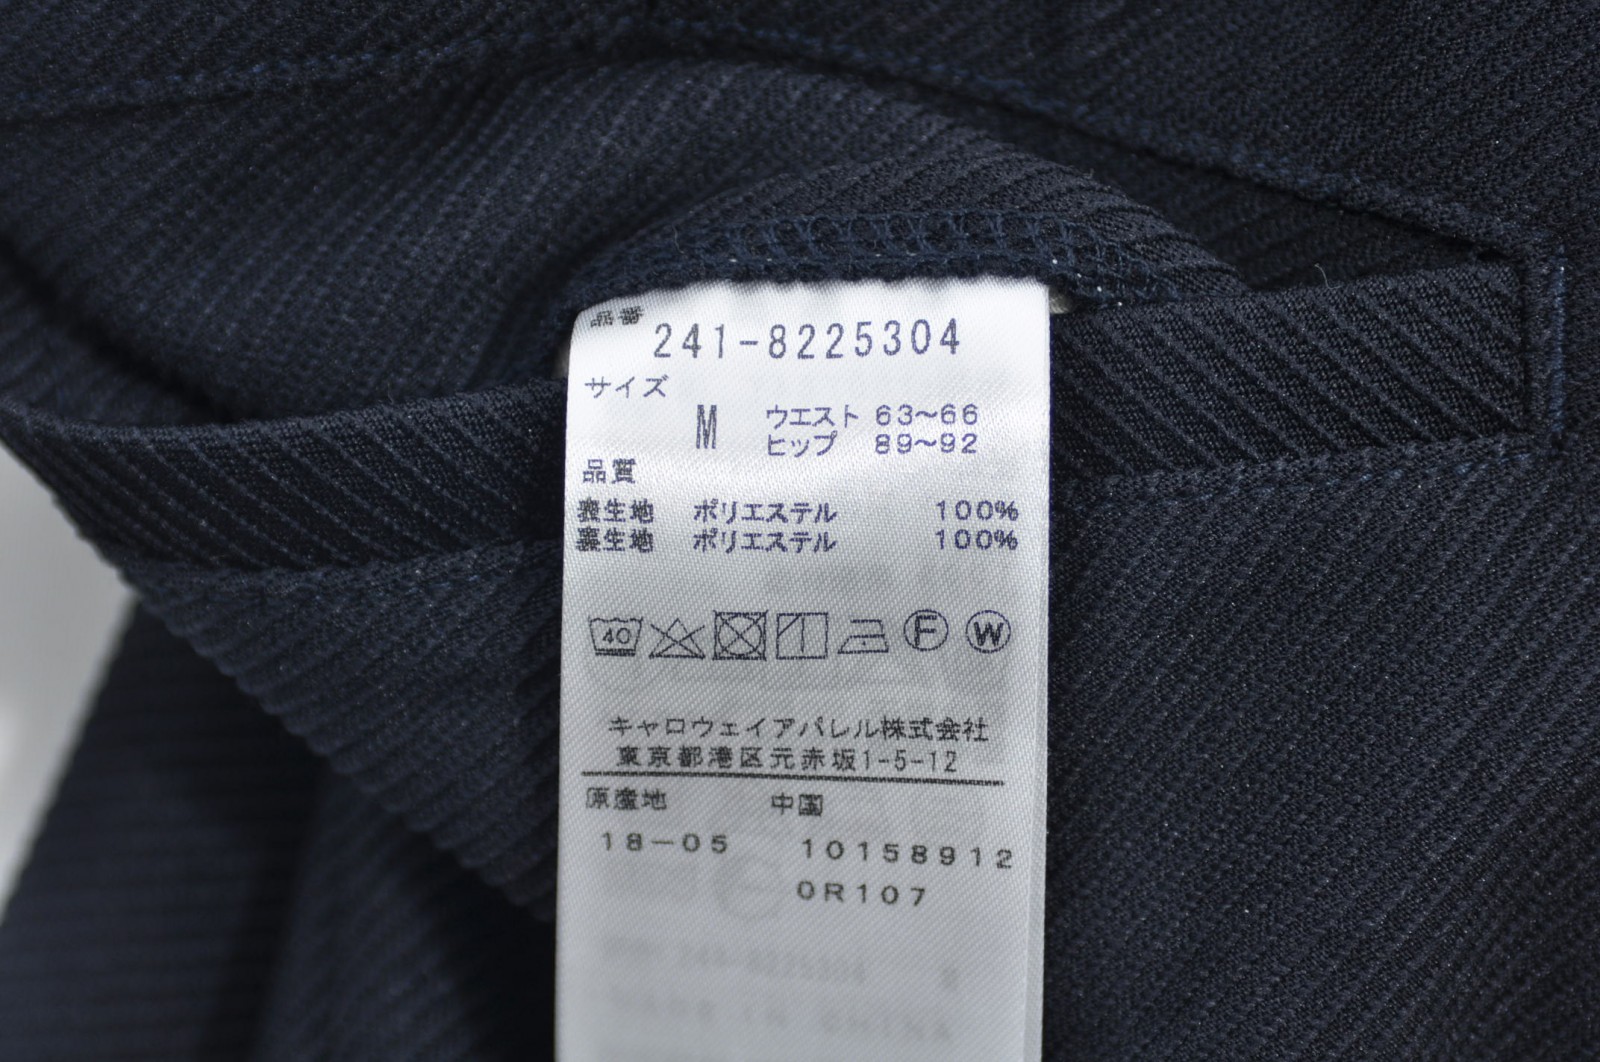 品番
241-8225304
サイズ
M ウエスト 63~66
ヒップ 89~92
品質
表生地 ポリエステル 100%
裏生地 ポリエステル 100%
40 F W
キャロウェイアパレル株式会社
東京都港区元赤坂1-5-12
原産地 中国
18-05 10158912
0R107